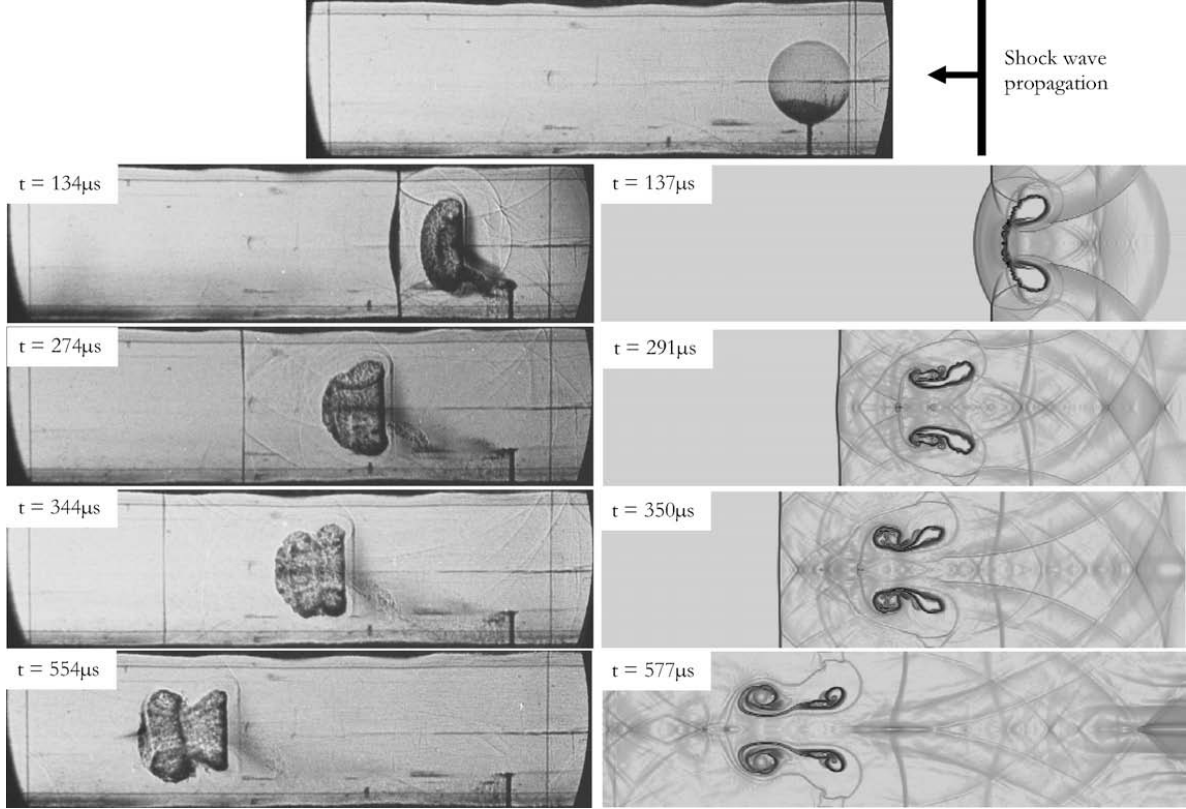 Shock wave
propagation
t = 134μs
t = 137μs
t = 274μs
t = 291μs
t = 344μs
t = 350μs
t = 554μs
t = 577μs